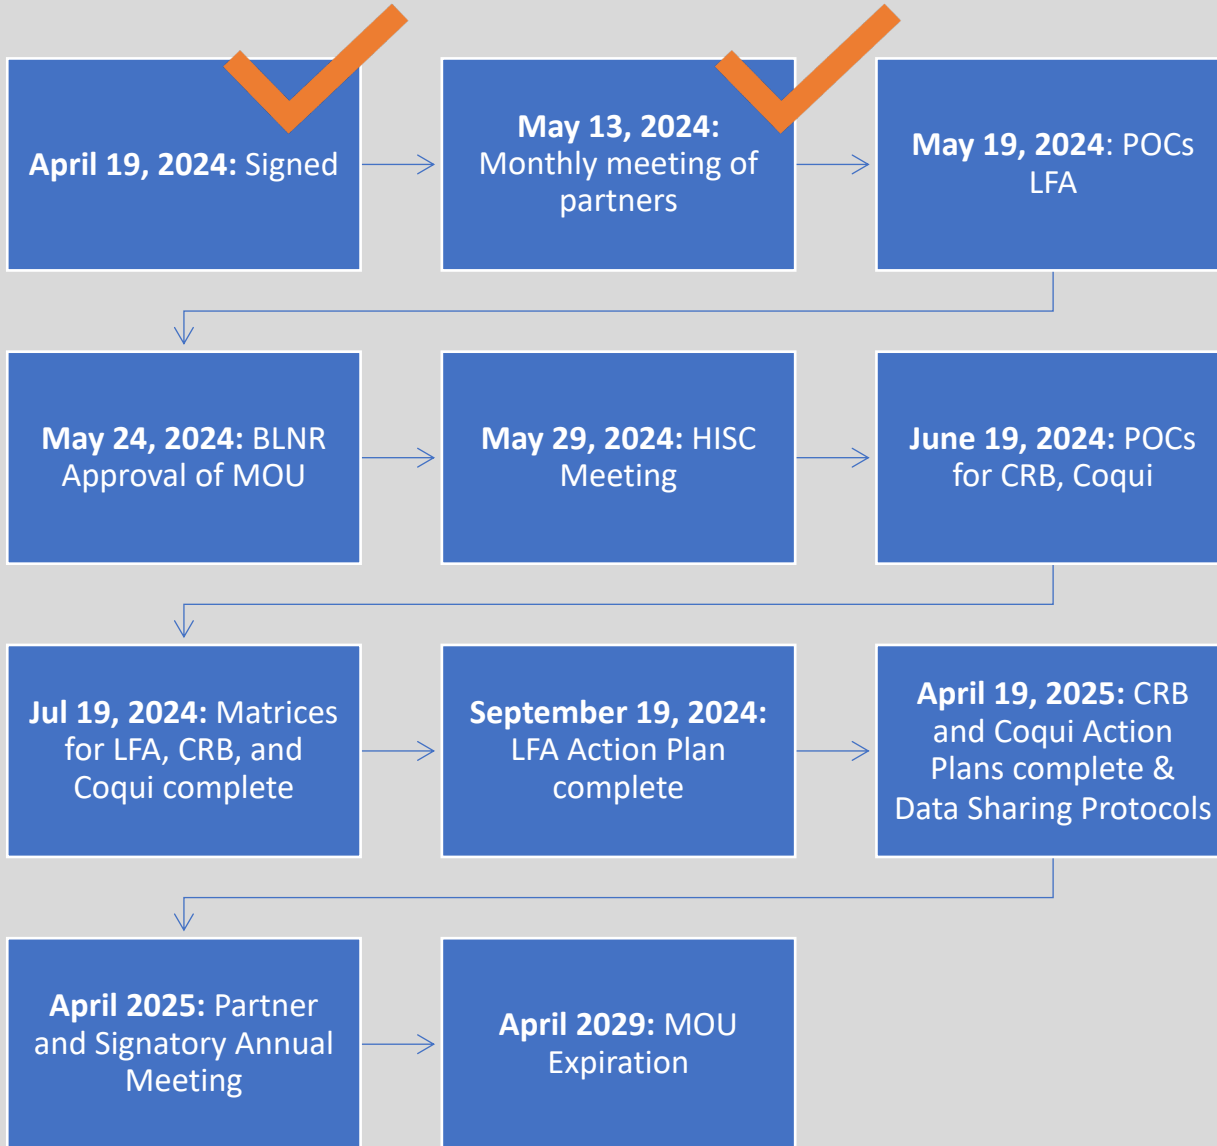 April 19, 2024: Signed
May 13, 2024:
Monthly meeting of
partners
May 19, 2024: POCs
LFA
May 24, 2024: BLNR
Approval of MOU
May 29, 2024: HISC
Meeting
June 19, 2024: POCs
for CRB, Coqui
Jul 19, 2024: Matrices
for LFA, CRB, and
Coqui complete
September 19, 2024:
LFA Action Plan
complete
April 19, 2025: CRB
and Coqui Action
Plans complete &
Data Sharing Protocols
April 2025: Partner
and Signatory Annual
Meeting
April 2029: MOU
Expiration